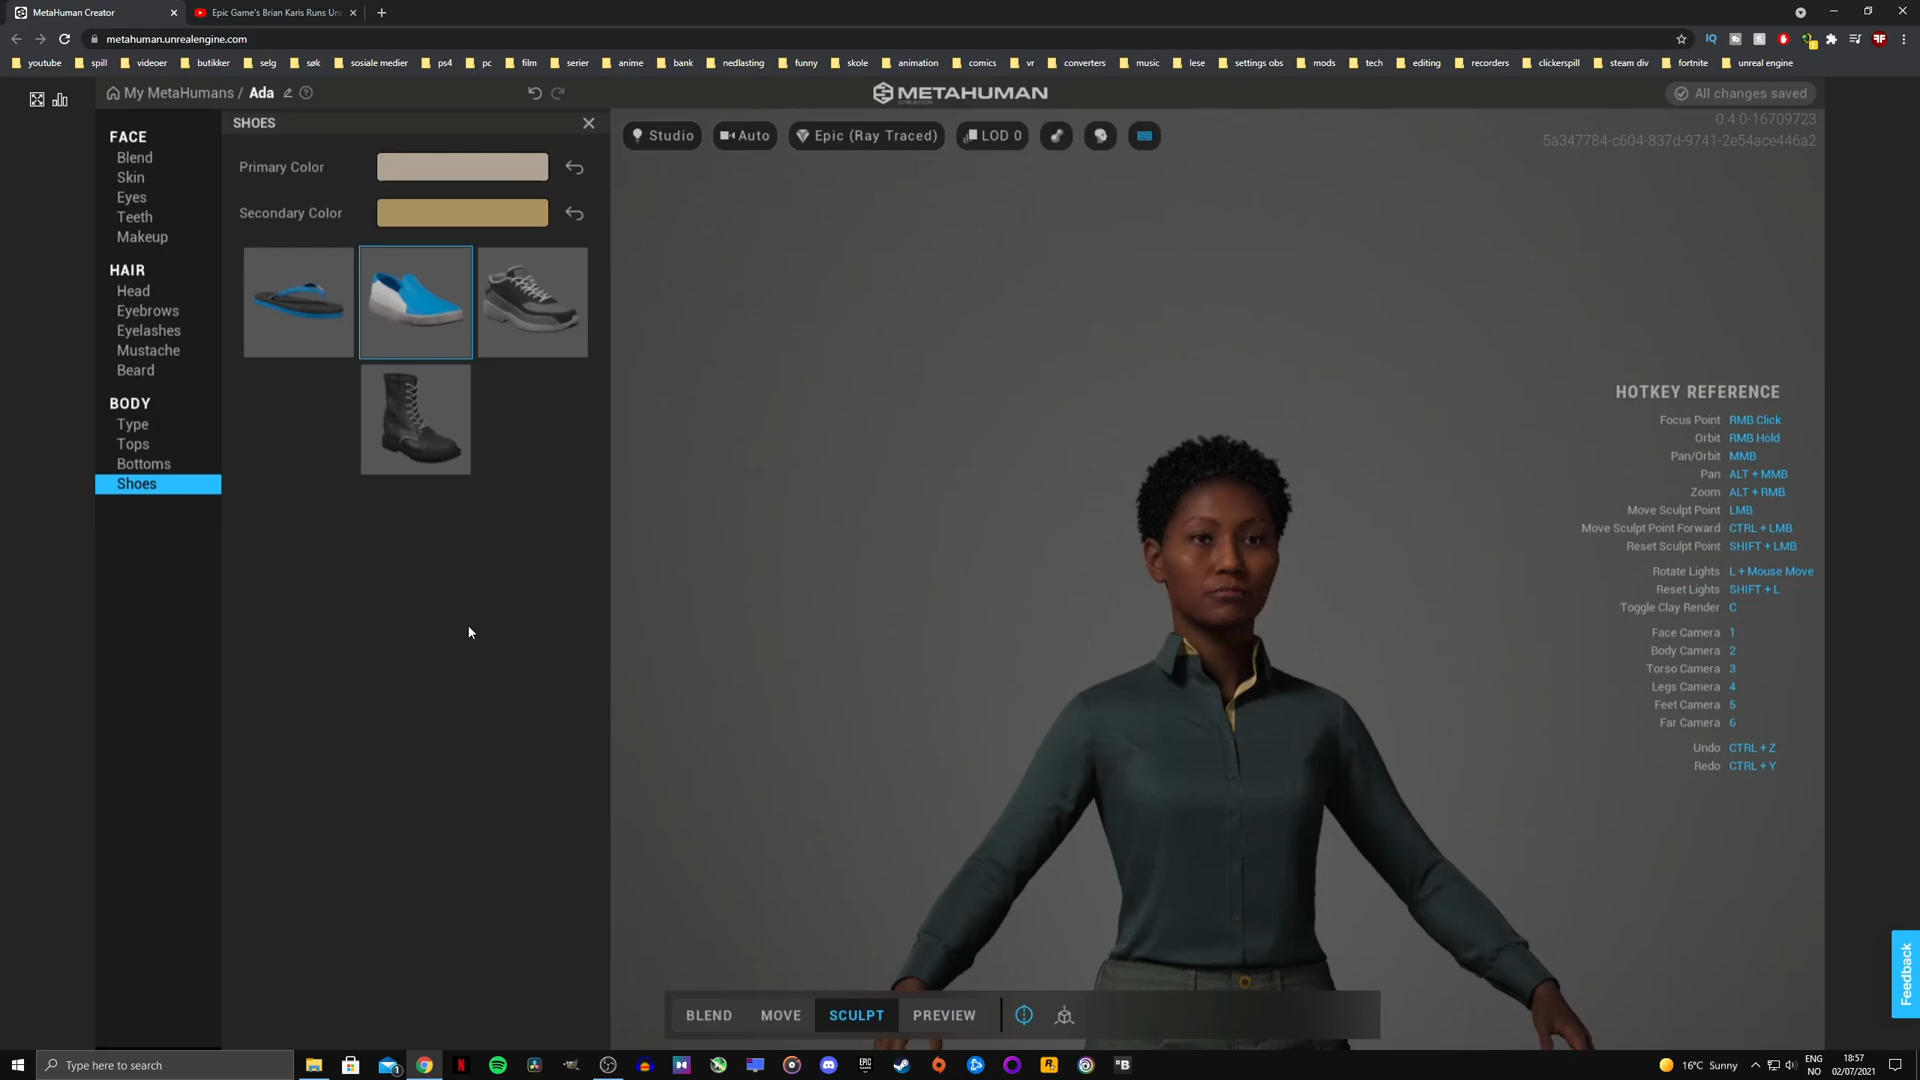 MetaHuman Creator
Epic Game's Brian Karis Runs Un
metahuman.unrealengine.com
youtube
spill
videoer
butikker
selg
søk
sosiale medier
ps4
pc
film
serier
anime
bank
nedlasting
funny
skole
animation
comics
vr
converters
music
lese
settings obs
mods
tech
editing
recorders
clickerspill
steam div
fortnite
unreal engine
My MetaHumans / Ada
METAHUMAN
CREATOR
All changes saved
0.4.0-16709723
5a347784-c604-837d-9741-2e54ace446a2
FACE
Blend
Skin
Eyes
Teeth
Makeup
HAIR
Head
Eyebrows
Eyelashes
Mustache
Beard
BODY
Type
Tops
Bottoms
Shoes
SHOES
Primary Color
Secondary Color
Studio
Auto
Epic (Ray Traced)
LOD 0
HOTKEY REFERENCE
Focus Point RMB Click
Orbit RMB Hold
Pan/Orbit MMB
Pan ALT + MMB
Zoom ALT + RMB
Move Sculpt Point LMB
Move Sculpt Point Forward CTRL + LMB
Reset Sculpt Point SHIFT + LMB
Rotate Lights L + Mouse Move
Reset Lights SHIFT + L
Toggle Clay Render C
Face Camera 1
Body Camera 2
Torso Camera 3
Legs Camera 4
Feet Camera 5
Far Camera 6
Undo CTRL + Z
Redo CTRL + Y
Feedback
BLEND
MOVE
SCULPT
PREVIEW
Type here to search
16°C Sunny
ENG
NO
18:57
02/07/2021